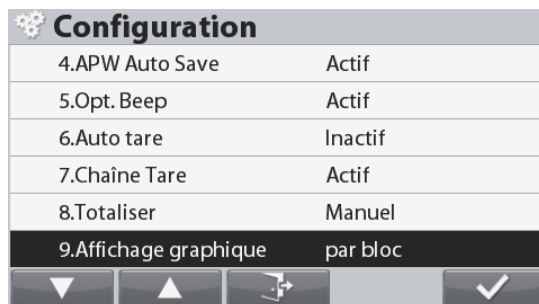 Configuration
4.APW Auto Save Actif
5.Opt. Beep Actif
6.Auto tare Inactif
7.Chaîne Tare Actif
8.Totaliser Manuel
9.Affichage graphique par bloc